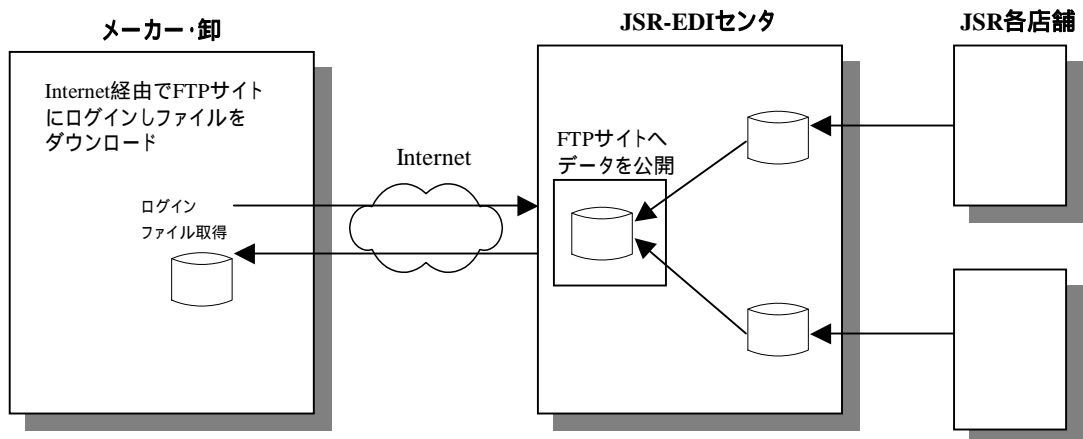 メーカー・卸
JSR-EDIセンタ
JSR各店舗
Internet経由でFTPサイト
にログインしファイルを
ダウンロード
Internet
FTPサイトへ
データを公開
ログイン
ファイル取得